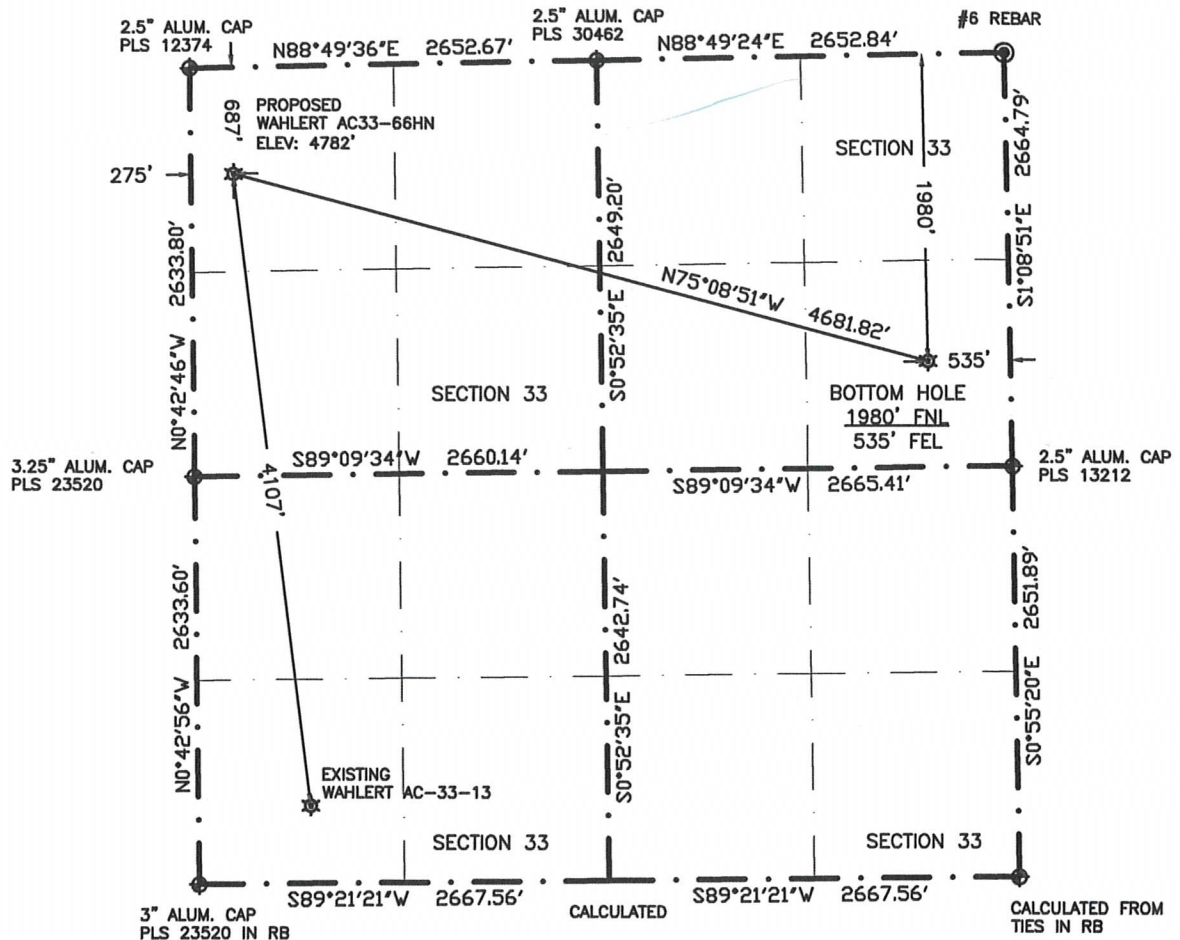 2.5" ALUM. CAP
PLS 12374
N88°49'36"E 2652.67'
2.5" ALUM. CAP
PLS 30462
N88°49'24"E 2652.84'
#6 REBAR
687'
PROPOSED
WAHLERT AC33-66HN
ELEV: 4782'
275'
SECTION 33
1980'
2664.79'
S1°08'51"E
N0°42'46"W 2633.80'
S0°52'35"E 2649.20'
N75°08'51"W 4681.82'
535'
BOTTOM HOLE
1980' FNL
535' FEL
SECTION 33
3.25" ALUM. CAP
PLS 23520
S89°09'34"W 2660.14'
S89°09'34"W 2665.41'
2.5" ALUM. CAP
PLS 13212
4107'
N0°42'56"W 2633.60'
S0°52'35"E 2642.74'
S0°55'20"E 2651.89'
EXISTING
WAHLERT AC-33-13
SECTION 33
SECTION 33
3" ALUM. CAP
PLS 23520 IN RB
S89°21'21"W 2667.56'
CALCULATED
S89°21'21"W 2667.56'
CALCULATED FROM
TIES IN RB